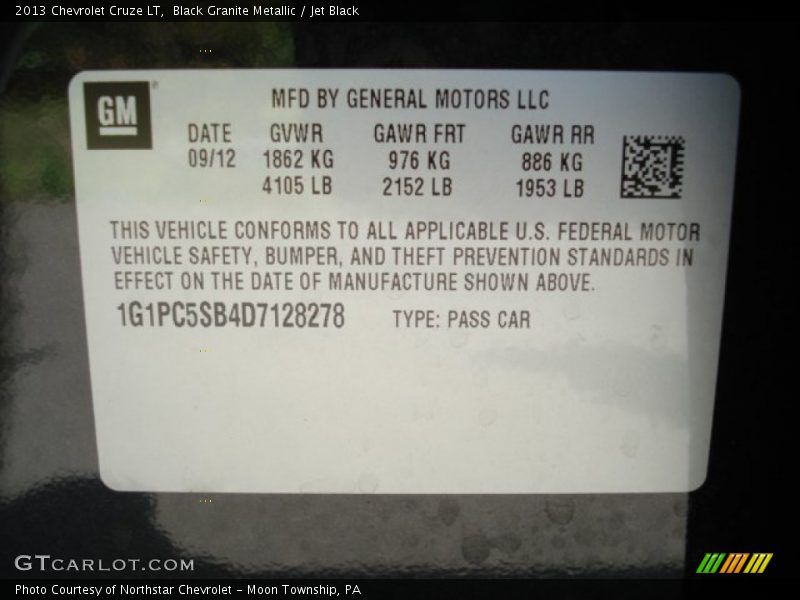 2013 Chevrolet Cruze LT, Black Granite Metallic / Jet Black
GM
MFD BY GENERAL MOTORS LLC
DATE GVWR GAWR FRT GAWR RR
09/12 1862 KG 976 KG 886 KG
4105 LB 2152 LB 1953 LB
THIS VEHICLE CONFORMS TO ALL APPLICABLE U.S. FEDERAL MOTOR
VEHICLE SAFETY, BUMPER, AND THEFT PREVENTION STANDARDS IN
EFFECT ON THE DATE OF MANUFACTURE SHOWN ABOVE.
1G1PC5SB4D7128278 TYPE: PASS CAR
GTCARLOT.COM
Photo Courtesy of Northstar Chevrolet - Moon Township, PA